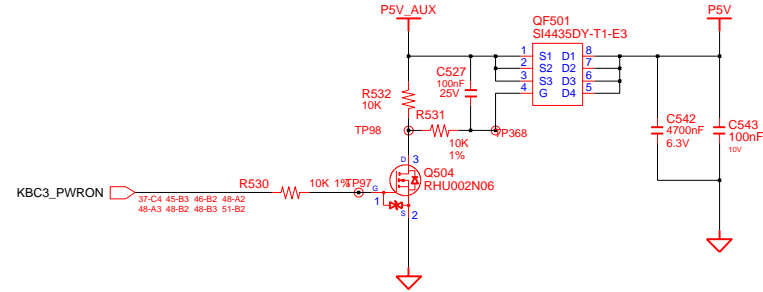 P5V_AUX
QF501
SI4435DY-T1-E3
P5V
1 S1 D1 8
2 S2 D2 7
3 S3 D3 6
4 G D4 5
C527
100nF
25V
R532
10K
R531
TP98
TP368
10K
1%
C542
4700nF
6.3V
C543
100nF
10V
D 3
Q504
RHU002N06
KBC3_PWRON
R530
10K 1%
TP97
G
1
S 2
37-C4 45-B3 46-B2 48-A2
48-A3 48-B2 48-B3 51-B2